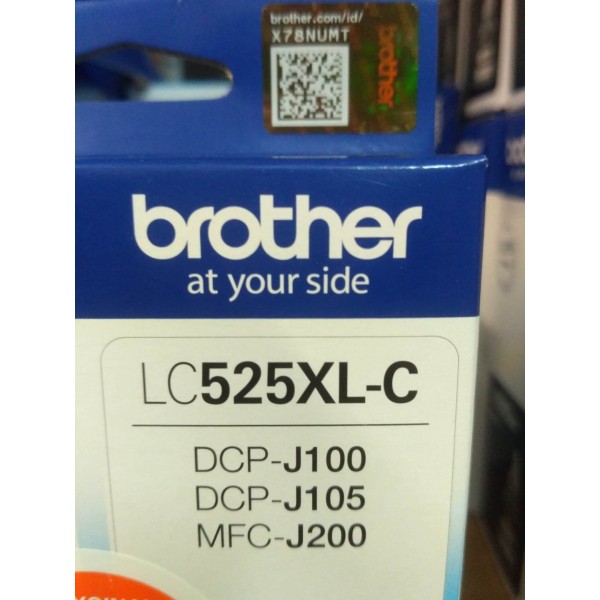 brother.com/id/
X78NUMT
brother
brother
at your side
LC525XL-C
DCP-J100
DCP-J105
MFC-J200